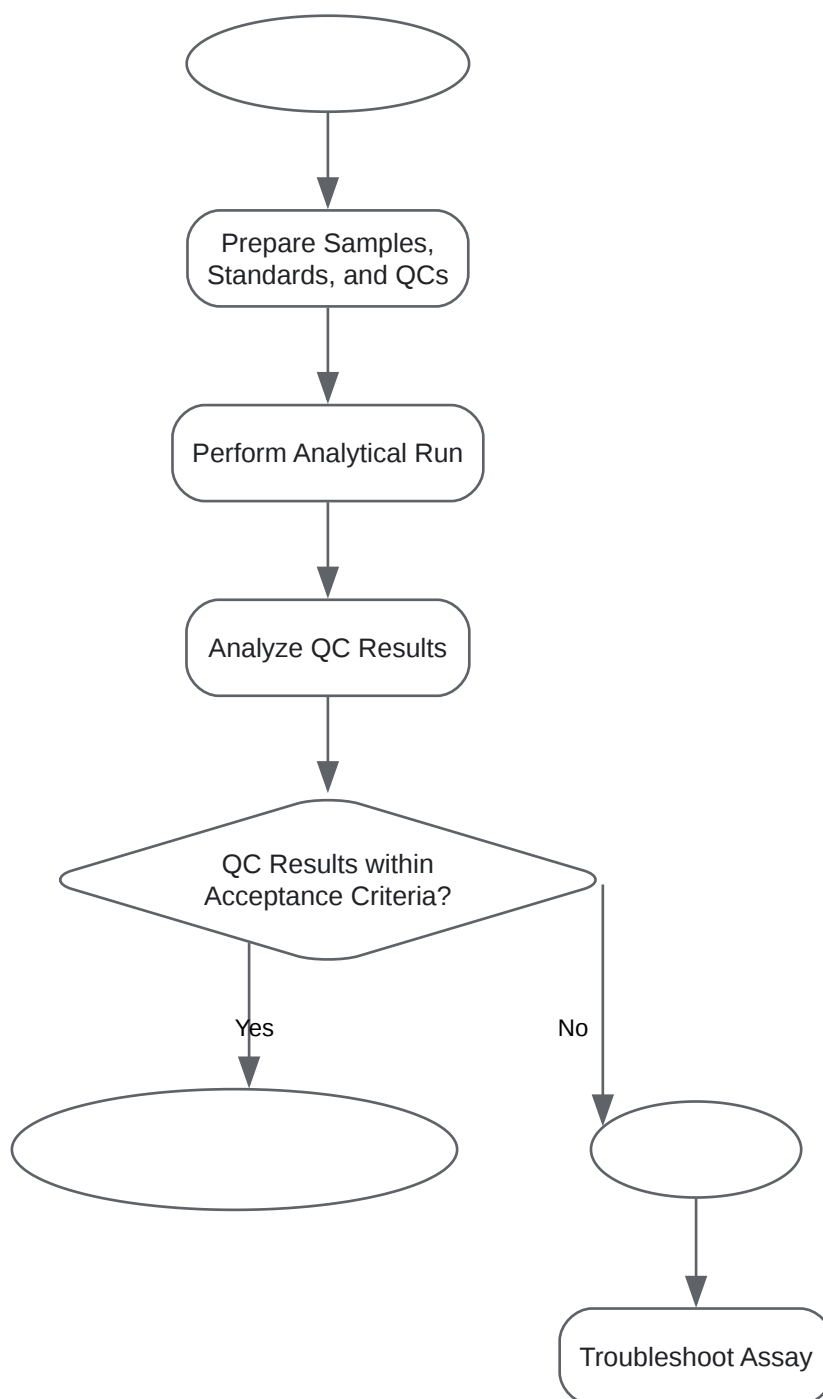 Prepare Samples,
Standards, and QCs
Perform Analytical Run
Analyze QC Results
QC Results within
Acceptance Criteria?
Yes
No
Troubleshoot Assay